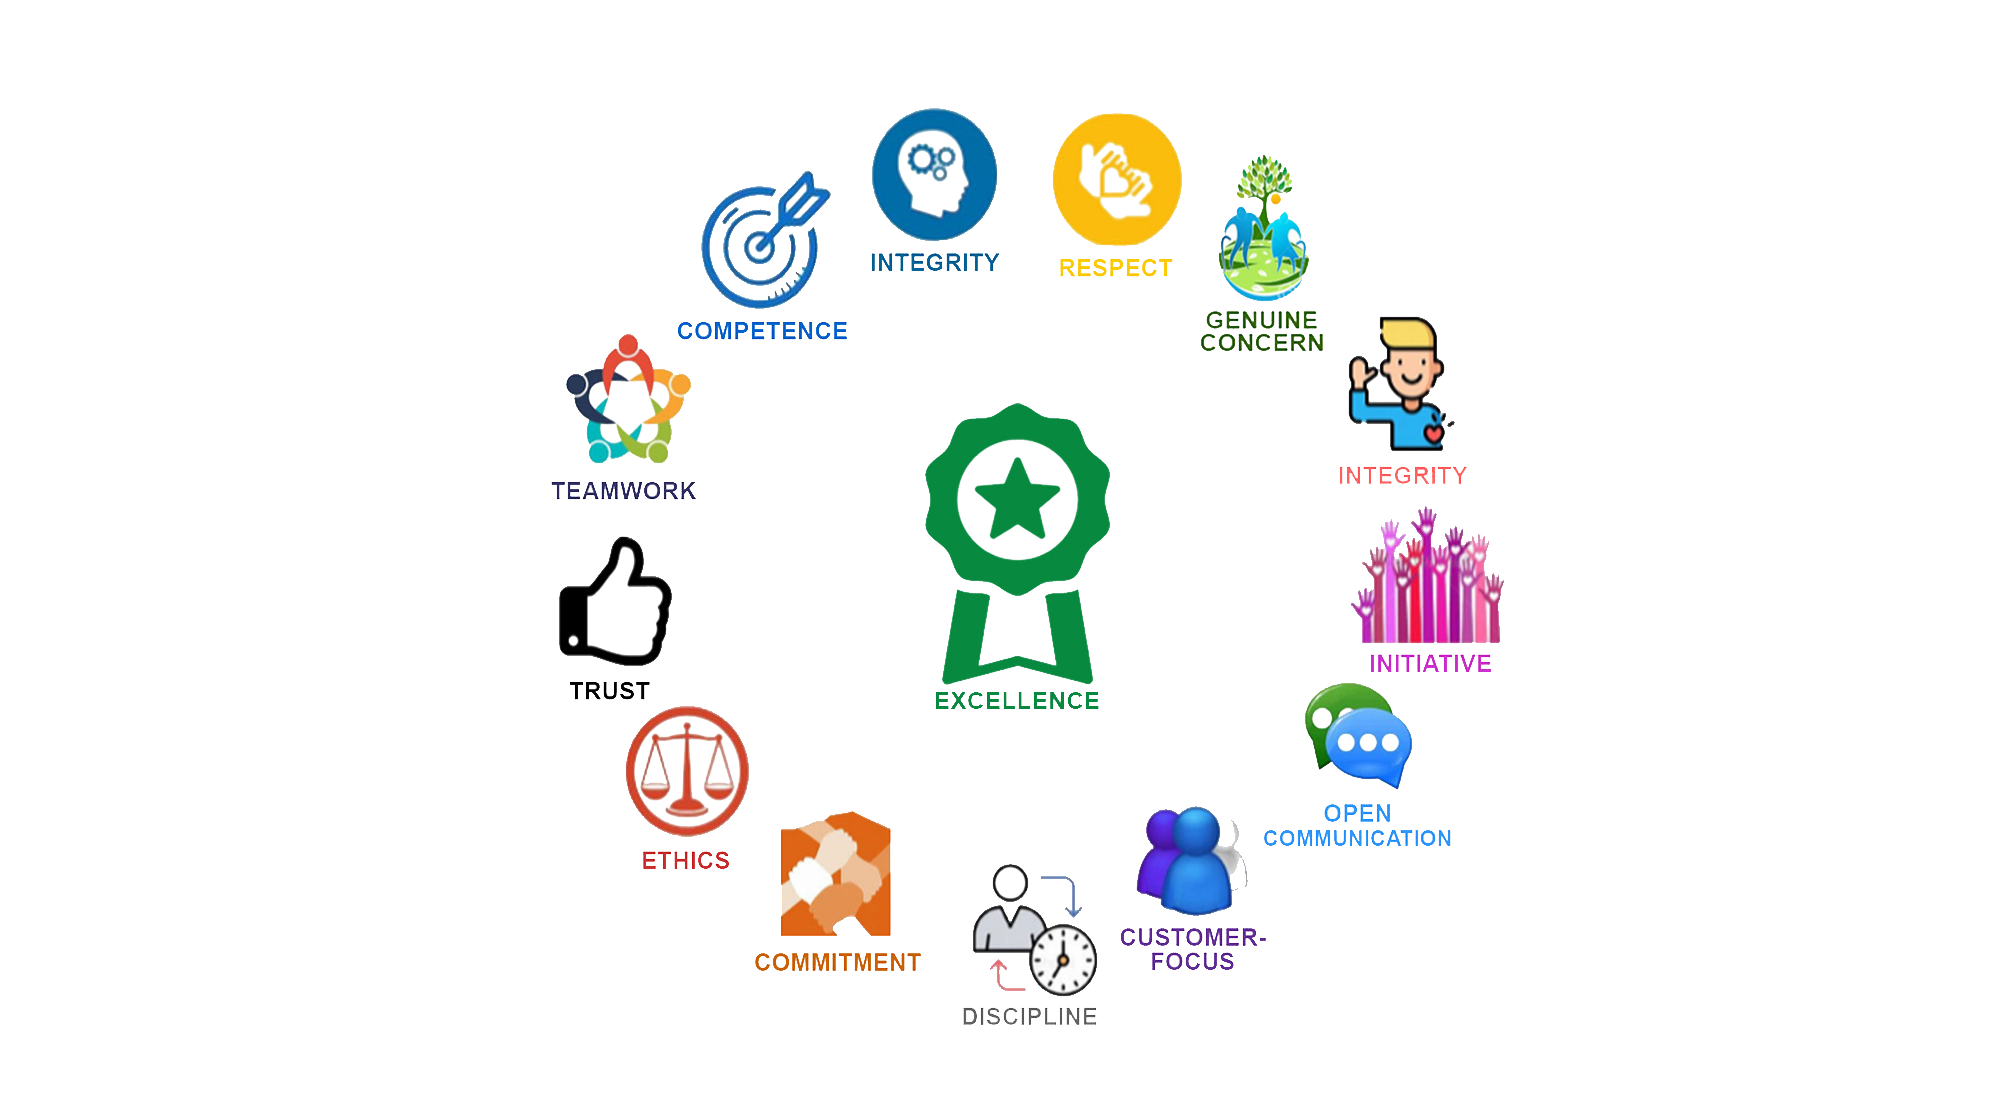 INTEGRITY
RESPECT
GENUINE
CONCERN
COMPETENCE
INTEGRITY
TEAMWORK
INITIATIVE
TRUST
EXCELLENCE
OPEN
COMMUNICATION
ETHICS
CUSTOMER-
FOCUS
COMMITMENT
DISCIPLINE